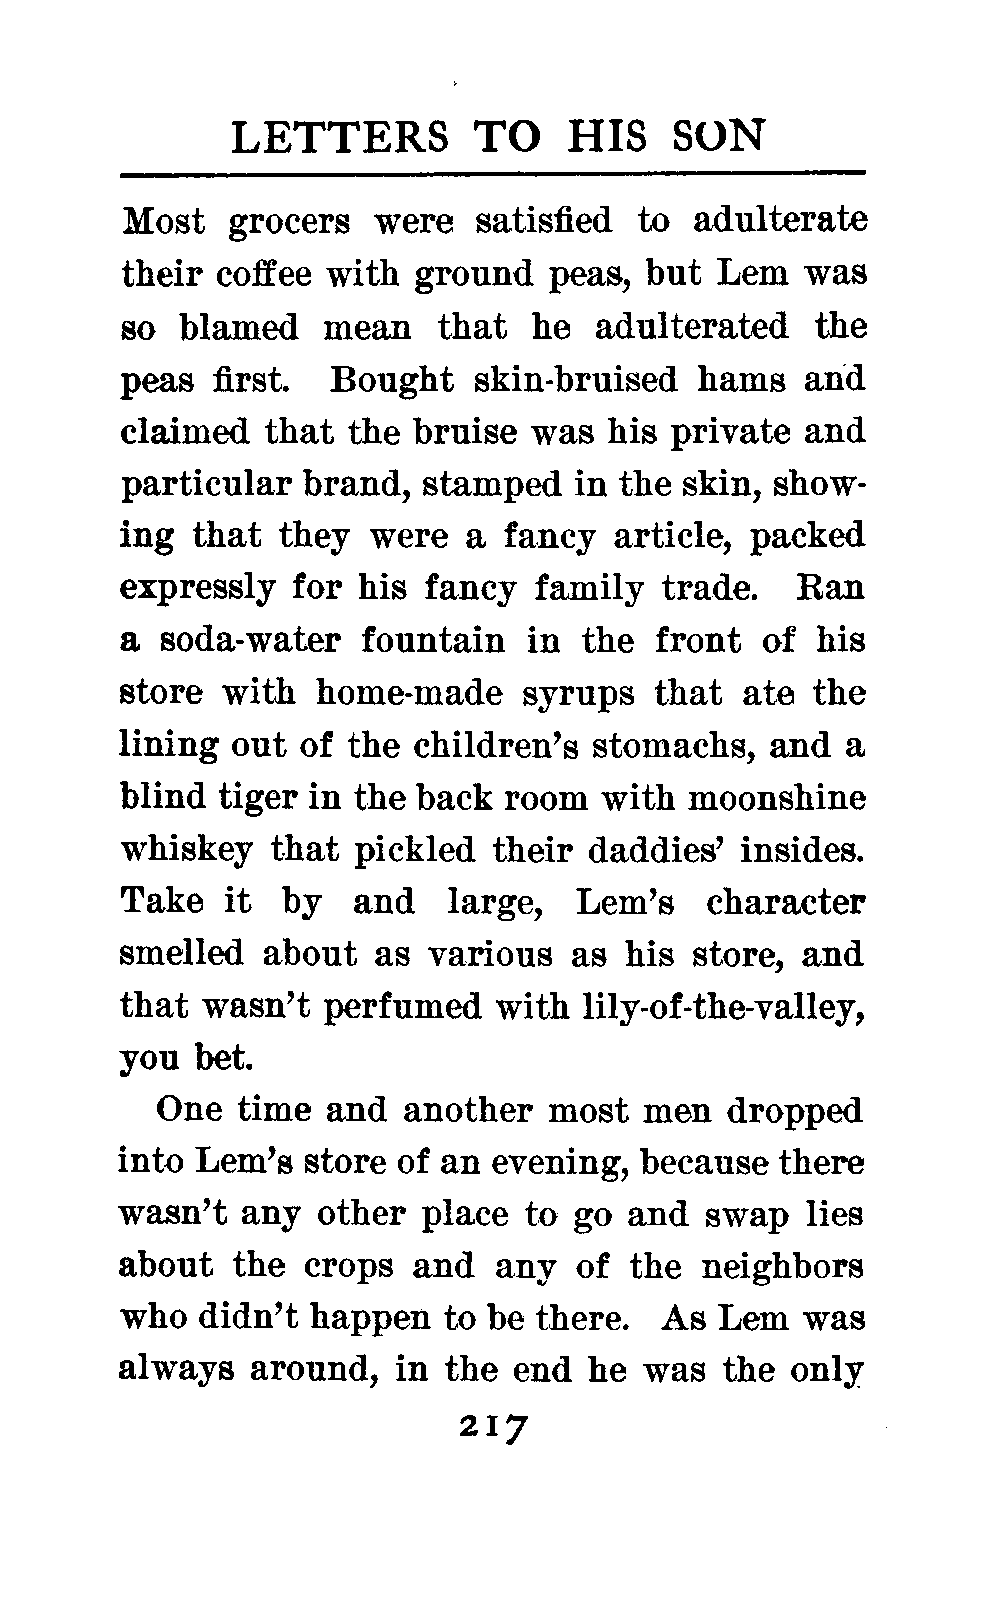 LETTERS TO HIS SON
Most grocers were satisfied to adulterate
their coffee with ground peas, but Lem was
so blamed mean that he adulterated the
peas first. Bought skin-bruised hams and
claimed that the bruise was his private and
particular brand, stamped in the skin, show-
ing that they were a fancy article, packed
expressly for his fancy family trade. Ran
a soda-water fountain in the front of his
store with home-made syrups that ate the
lining out of the children's stomachs, and a
blind tiger in the back room with moonshine
whiskey that pickled their daddies' insides.
Take it by and large, Lem's character
smelled about as various as his store, and
that wasn't perfumed with lily-of-the-valley,
you bet.
One time and another most men dropped
into Lem's store of an evening, because there
wasn't any other place to go and swap lies
about the crops and any of the neighbors
who didn't happen to be there. As Lem was
always around, in the end he was the only
217